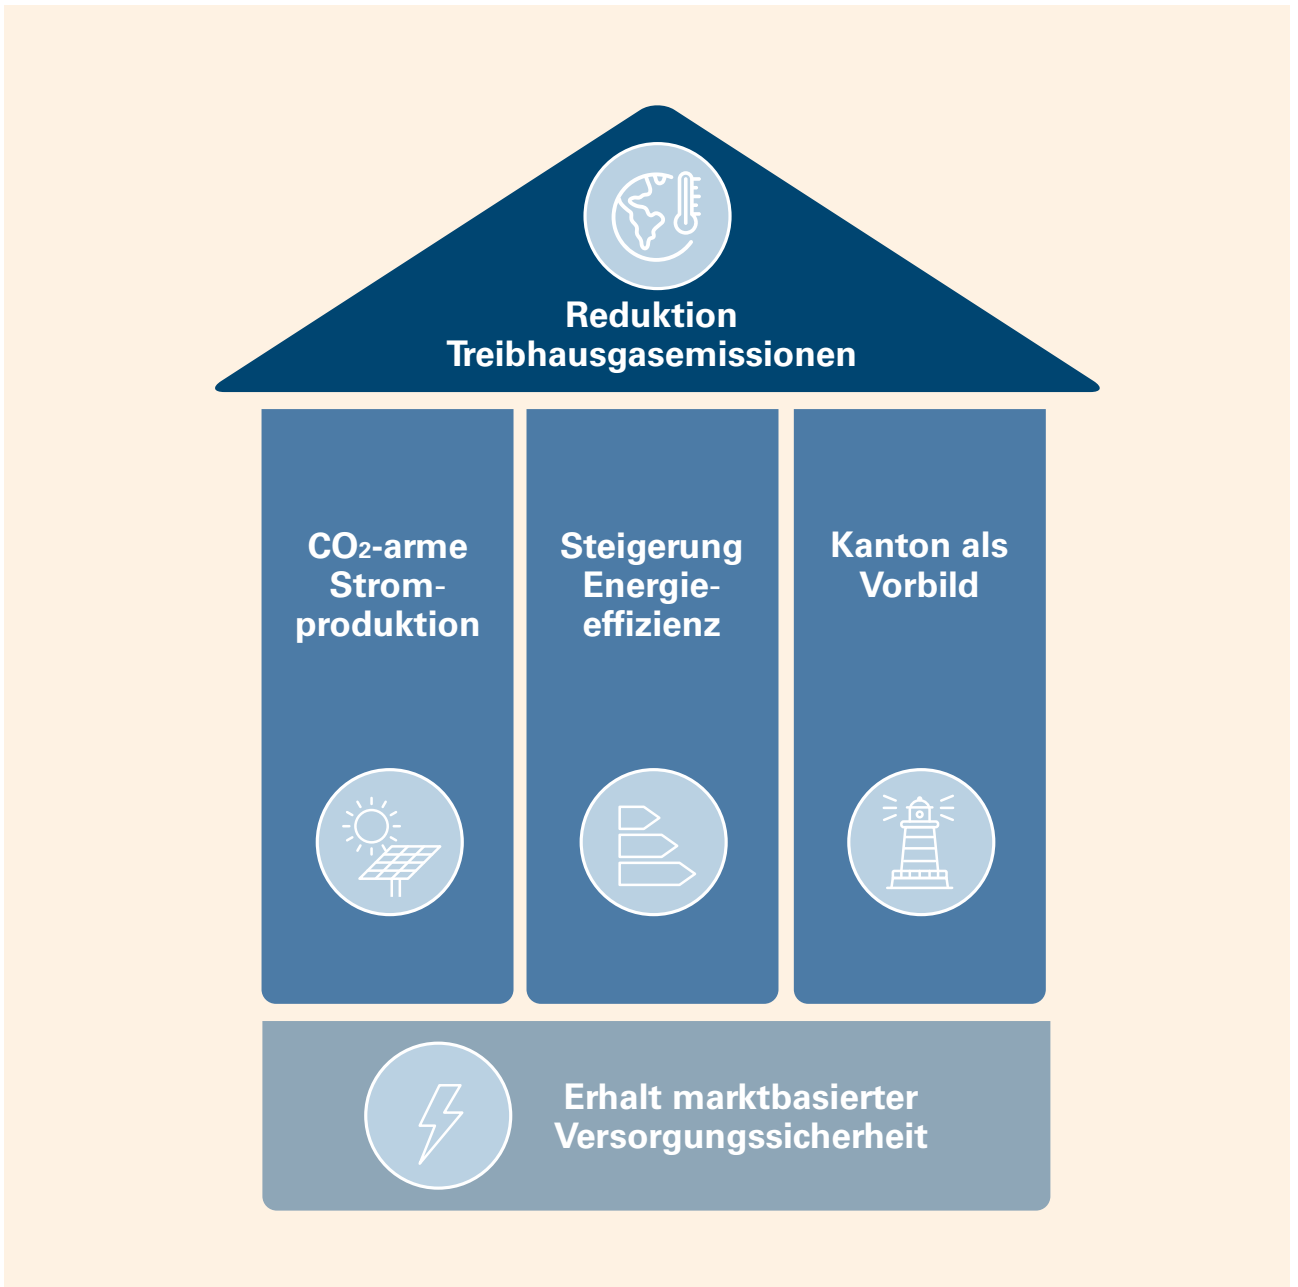 Reduktion
Treibhausgasemissionen
CO2-arme
Strom-
produktion
Steigerung
Energie-
effizienz
Kanton als
Vorbild
Erhalt marktbasierter
Versorgungssicherheit